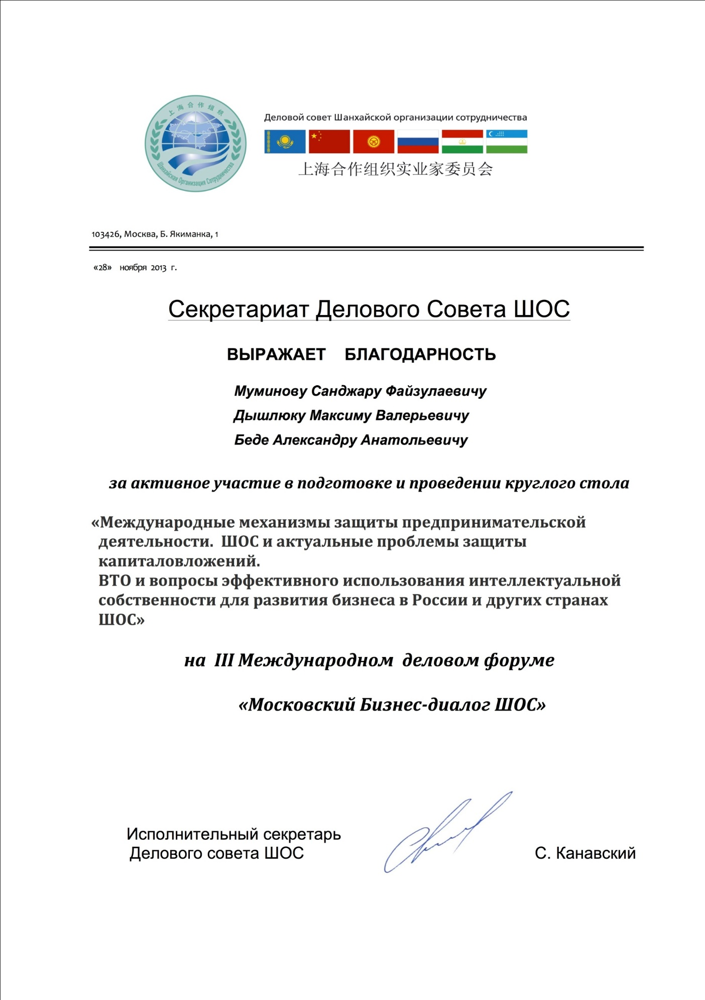 上海合作组织
Шанхайская Организация Сотрудничества
Деловой совет Шанхайской организации сотрудничества
上海合作组织实业家委员会
103426, Москва, Б. Якиманка, 1
«28» ноября 2013 г.
Секретариат Делового Совета ШОС
ВЫРАЖАЕТ БЛАГОДАРНОСТЬ
Муминову Санджару Файзулаевичу
Дышлюку Максиму Валерьевичу
Беде Александру Анатольевичу
за активное участие в подготовке и проведении круглого стола
«Международные механизмы защиты предпринимательской
деятельности. ШОС и актуальные проблемы защиты
капиталовложений.
ВТО и вопросы эффективного использования интеллектуальной
собственности для развития бизнеса в России и других странах
ШОС»
на III Международном деловом форуме
«Московский Бизнес-диалог ШОС»
Исполнительный секретарь
Делового совета ШОС
С. Канавский